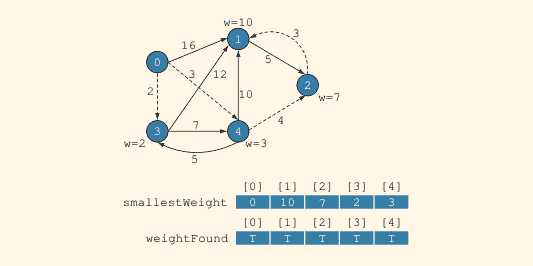 w=10
1
3
16
0
5
3
12
2
2
w=7
10
4
7
3
4
w=2
w=3
5
[0] [1] [2] [3] [4]
smallestWeight 0 10 7 2 3
[0] [1] [2] [3] [4]
weightFound T T T T T